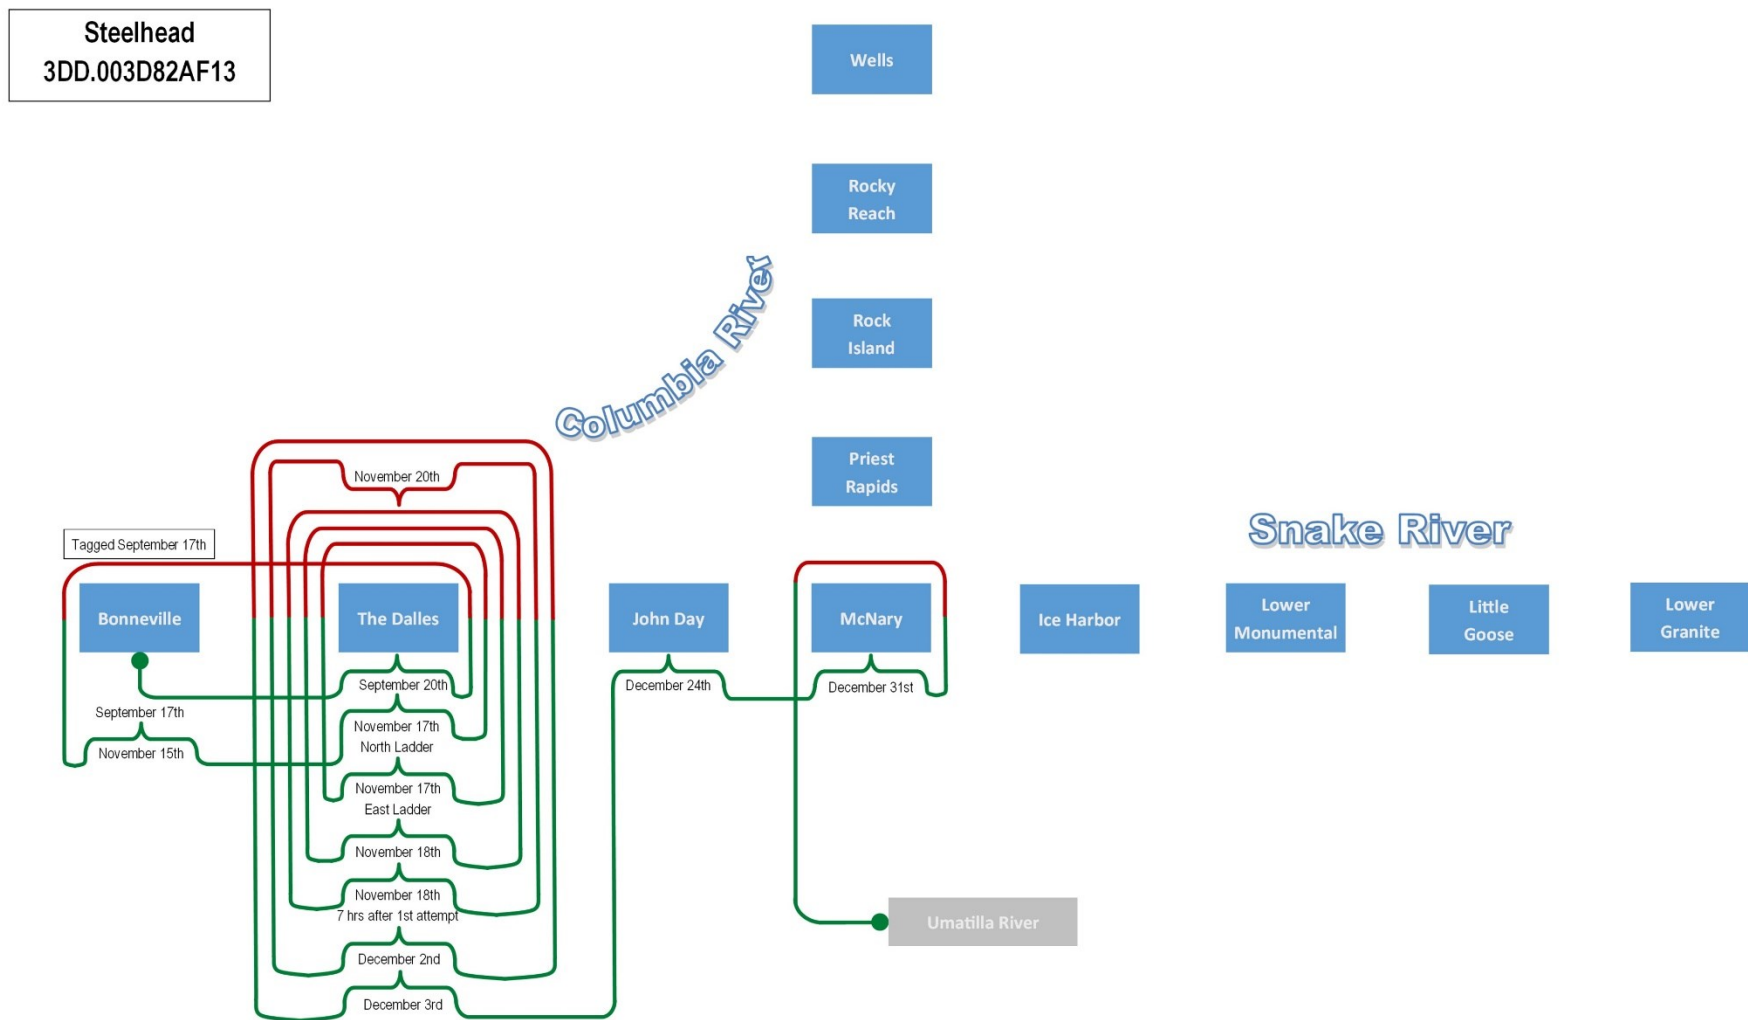 Steelhead
3DD.003D82AF13
Wells
Rocky
Reach
Columbia River
Rock
Island
Priest
Rapids
November 20th
Snake River
Tagged September 17th
Bonneville
The Dalles
John Day
McNary
Ice Harbor
Lower
Monumental
Little
Goose
Lower
Granite
September 20th
December 24th
December 31st
September 17th
November 17th
North Ladder
November 15th
November 17th
East Ladder
November 18th
November 18th
7 hrs after 1st attempt
Umatilla River
December 2nd
December 3rd